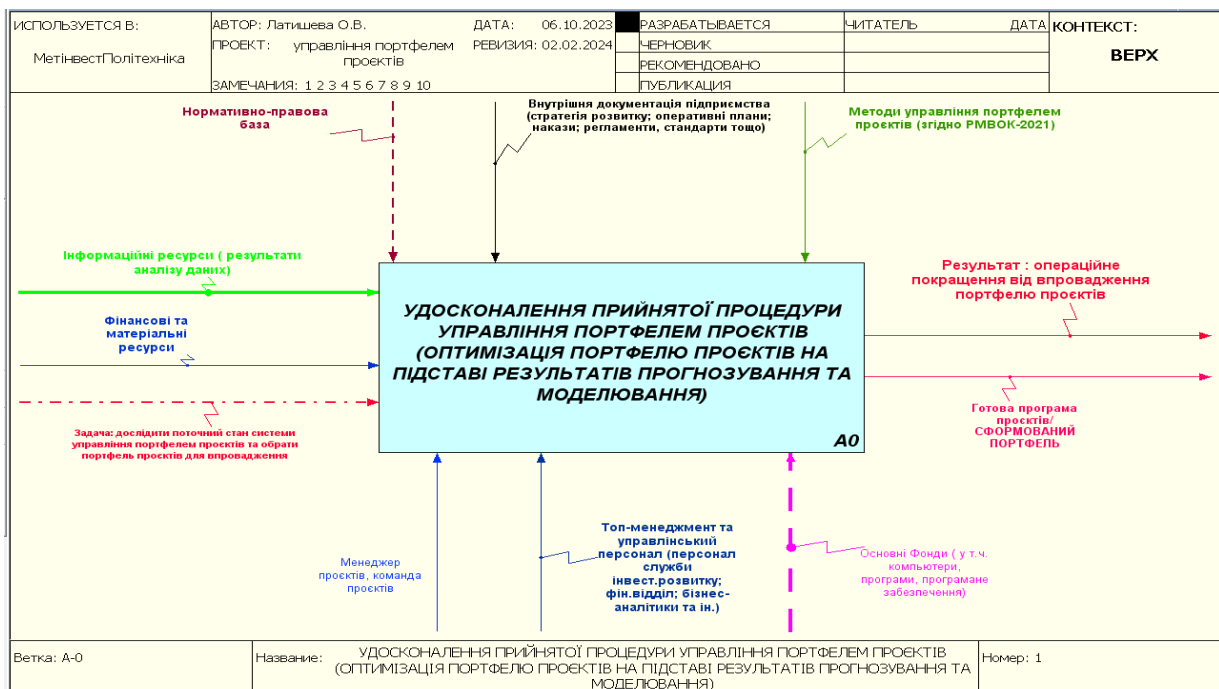 ИСПОЛЬЗУЕТСЯ В:
МетінвестПолітехніка
АВТОР: Латишева О.В.
ДАТА: 06.10.2023
ПРОЕКТ: управління портфелем
проєктів
РЕВИЗИЯ: 02.02.2024
ЗАМЕЧАНИЯ: 1 2 3 4 5 6 7 8 9 10
РАЗРАБАТЫВАЕТСЯ
ЧЕРНОВИК
РЕКОМЕНДОВАНО
ПУБЛИКАЦИЯ
ЧИТАТЕЛЬ
ДАТА
КОНТЕКСТ:
ВЕРХ
Нормативно-правова
база
Внутрішня документація підприємства
(стратегія розвитку; оперативні плани;
накази; регламенти, стандарти тощо)
Методи управління портфелем
проєктів (згідно РМВОК-2021)
Інформаційні ресурси ( результати
аналізу даних)
Фінансові та
матеріальні
ресурси
Задача: дослідити поточний стан системи
управління портфелем проєктів та обрати
портфель проєктів для впровадження
УДОСКОНАЛЕННЯ ПРИЙНЯТОЇ ПРОЦЕДУРИ
УПРАВЛІННЯ ПОРТФЕЛЕМ ПРОЄКТІВ
(ОПТИМІЗАЦІЯ ПОРТФЕЛЮ ПРОЄКТІВ НА
ПІДСТАВІ РЕЗУЛЬТАТІВ ПРОГНОЗУВАННЯ ТА
МОДЕЛЮВАННЯ)
A0
Результат : операційне
покращення від впровадження
портфелю проєктів
Готова програма
проєктів/
СФОРМОВАНИЙ
ПОРТФЕЛЬ
Менеджер
проєктів, команда
проєктів
Топ-менеджмент та
управлінський
персонал (персонал
служби
інвест.розвитку;
фін.відділ; бізнес-
аналітики та ін.)
Основні Фонди ( у т.ч.
компьютери,
програми, програмане
забезпечення)
Ветка: A-0
Название: УДОСКОНАЛЕННЯ ПРИЙНЯТОЇ ПРОЦЕДУРИ УПРАВЛІННЯ ПОРТФЕЛЕМ ПРОЄКТІВ
(ОПТИМІЗАЦІЯ ПОРТФЕЛЮ ПРОЄКТІВ НА ПІДСТАВІ РЕЗУЛЬТАТІВ ПРОГНОЗУВАННЯ ТА
МОДЕЛЮВАННЯ)
Номер: 1